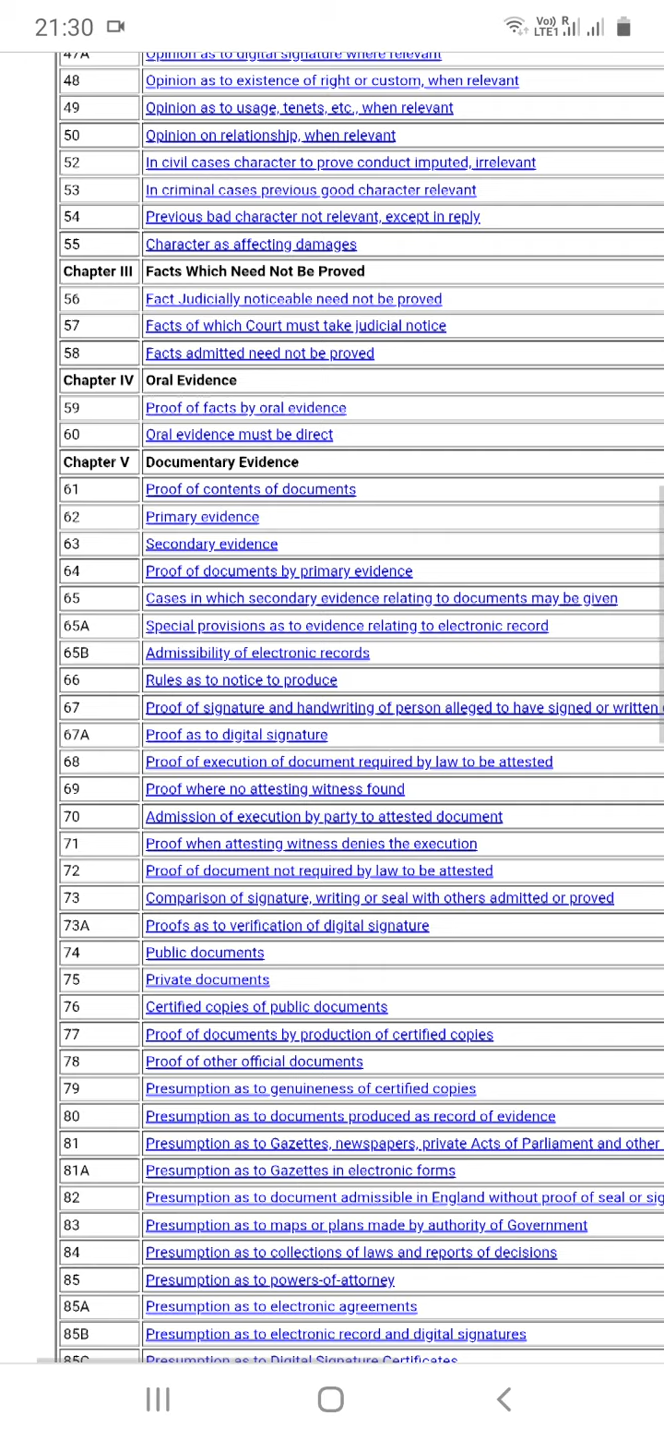 21:30 Vo)) R LTE1
47A Opinion as to digital signature where relevant
48 Opinion as to existence of right or custom, when relevant
49 Opinion as to usage, tenets, etc., when relevant
50 Opinion on relationship, when relevant
52 In civil cases character to prove conduct imputed, irrelevant
53 In criminal cases previous good character relevant
54 Previous bad character not relevant, except in reply
55 Character as affecting damages
Chapter III Facts Which Need Not Be Proved
56 Fact Judicially noticeable need not be proved
57 Facts of which Court must take judicial notice
58 Facts admitted need not be proved
Chapter IV Oral Evidence
59 Proof of facts by oral evidence
60 Oral evidence must be direct
Chapter V Documentary Evidence
61 Proof of contents of documents
62 Primary evidence
63 Secondary evidence
64 Proof of documents by primary evidence
65 Cases in which secondary evidence relating to documents may be given
65A Special provisions as to evidence relating to electronic record
65B Admissibility of electronic records
66 Rules as to notice to produce
67 Proof of signature and handwriting of person alleged to have signed or written
67A Proof as to digital signature
68 Proof of execution of document required by law to be attested
69 Proof where no attesting witness found
70 Admission of execution by party to attested document
71 Proof when attesting witness denies the execution
72 Proof of document not required by law to be attested
73 Comparison of signature, writing or seal with others admitted or proved
73A Proofs as to verification of digital signature
74 Public documents
75 Private documents
76 Certified copies of public documents
77 Proof of documents by production of certified copies
78 Proof of other official documents
79 Presumption as to genuineness of certified copies
80 Presumption as to documents produced as record of evidence
81 Presumption as to Gazettes, newspapers, private Acts of Parliament and other
81A Presumption as to Gazettes in electronic forms
82 Presumption as to document admissible in England without proof of seal or sig
83 Presumption as to maps or plans made by authority of Government
84 Presumption as to collections of laws and reports of decisions
85 Presumption as to powers-of-attorney
85A Presumption as to electronic agreements
85B Presumption as to electronic record and digital signatures
85C Presumption as to Digital Signature Certificates